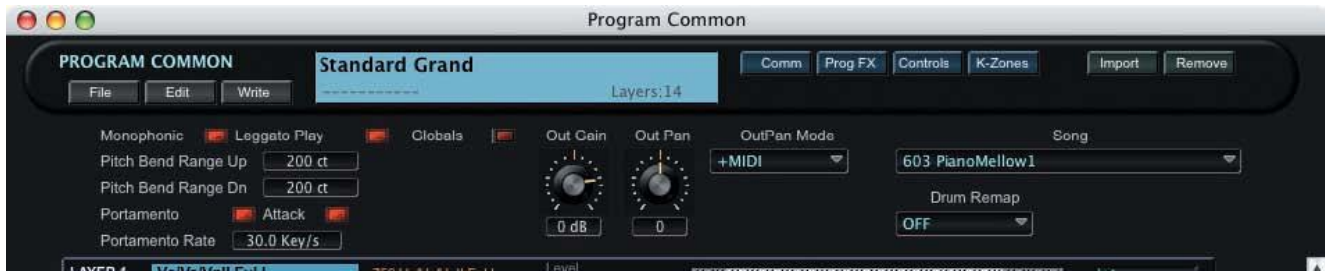 Program Common
PROGRAM COMMON
Standard Grand
Layers:14
File Edit Write
Comm Prog FX Controls K-Zones Import Remove
Monophonic Leggato Play Globals Out Gain Out Pan OutPan Mode Song
Pitch Bend Range Up 200 ct +MIDI 603 PianoMellow1
Pitch Bend Range Dn 200 ct
Drum Remap
Portamento Attack 0 dB 0 OFF
Portamento Rate 30.0 Key/s
LAYER 1 Level